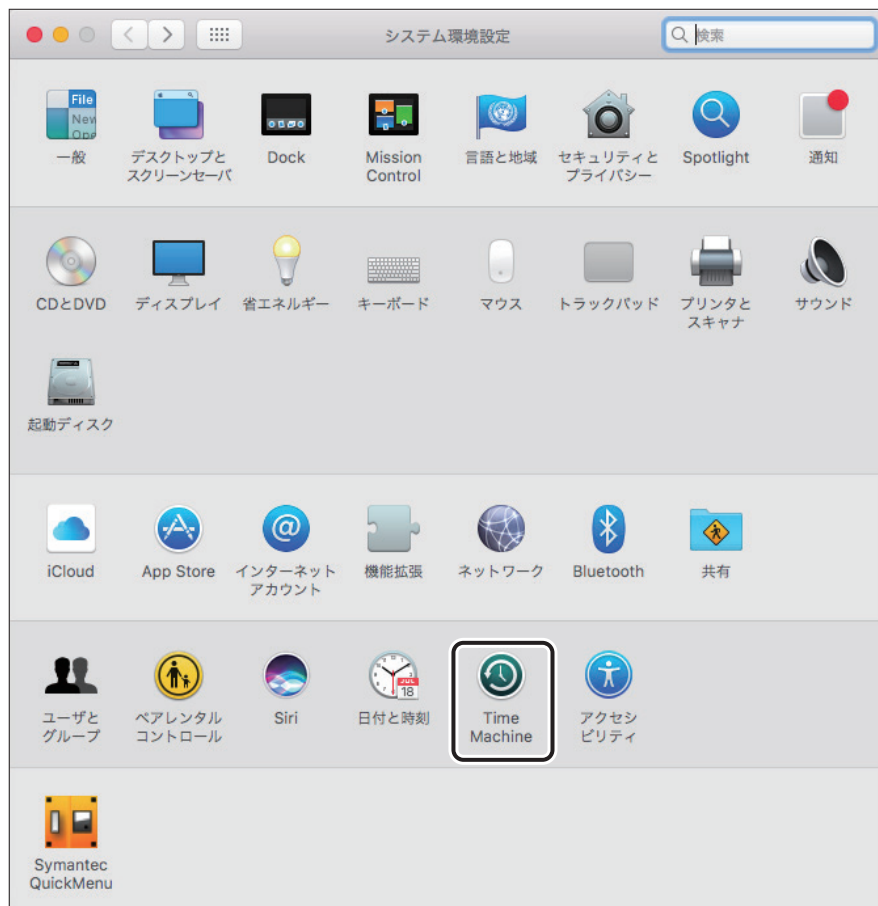 システム環境設定
検索
File
New
Ope
一般
デスクトップと
スクリーンセーバ
Dock
Mission
Control
言語と地域
セキュリティと
プライバシー
Spotlight
通知
CDとDVD
ディスプレイ
省エネルギー
キーボード
マウス
トラックパッド
プリンタと
スキャナ
サウンド
起動ディスク
iCloud
App Store
インターネット
アカウント
機能拡張
ネットワーク
Bluetooth
共有
ユーザと
グループ
ペアレンタル
コントロール
Siri
JUL
18
日付と時刻
Time
Machine
アクセシ
ビリティ
Symantec
QuickMenu